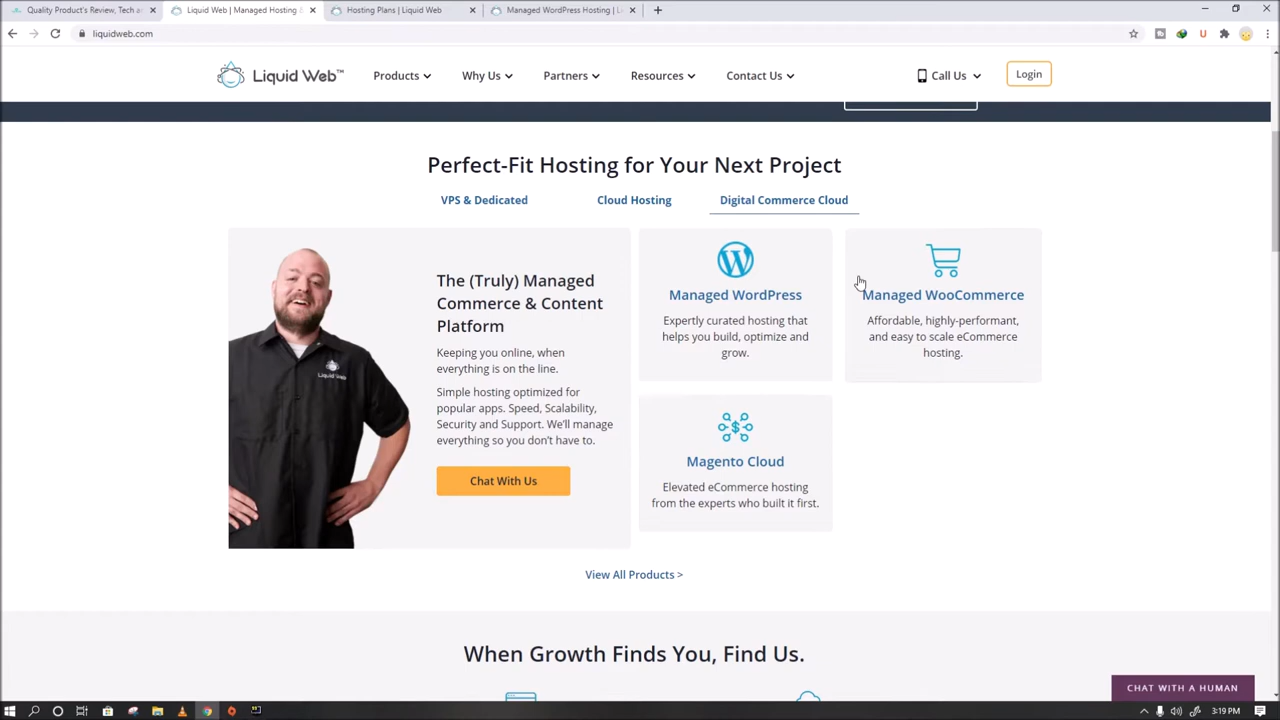 Quality Product's Review, Tech a
Liquid Web | Managed Hosting &
Hosting Plans | Liquid Web
Managed WordPress Hosting | Li
liquidweb.com
Liquid Web™
Products
Why Us
Partners
Resources
Contact Us
Call Us
Login
Perfect-Fit Hosting for Your Next Project
VPS & Dedicated
Cloud Hosting
Digital Commerce Cloud
The (Truly) Managed
Commerce & Content
Platform
Keeping you online, when
everything is on the line.
Simple hosting optimized for
popular apps. Speed, Scalability,
Security and Support. We'll manage
everything so you don't have to.
Chat With Us
Managed WordPress
Expertly curated hosting that
helps you build, optimize and
grow.
Managed WooCommerce
Affordable, highly-performant,
and easy to scale eCommerce
hosting.
Magento Cloud
Elevated eCommerce hosting
from the experts who built it first.
View All Products >
When Growth Finds You, Find Us.
CHAT WITH A HUMAN
3:19 PM